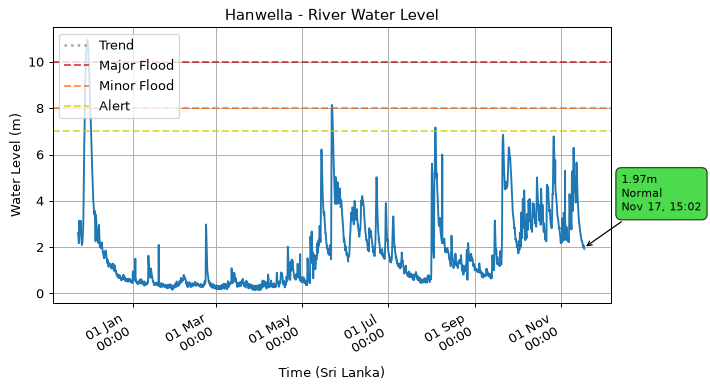 Hanwella - River Water Level
Trend
Major Flood
Minor Flood
Alert
Water Level (m)
10
8
6
4
2
0
1.97m
Normal
Nov 17, 15:02
01 Jan
00:00
01 Mar
00:00
01 May
00:00
01 Jul
00:00
01 Sep
00:00
01 Nov
00:00
Time (Sri Lanka)